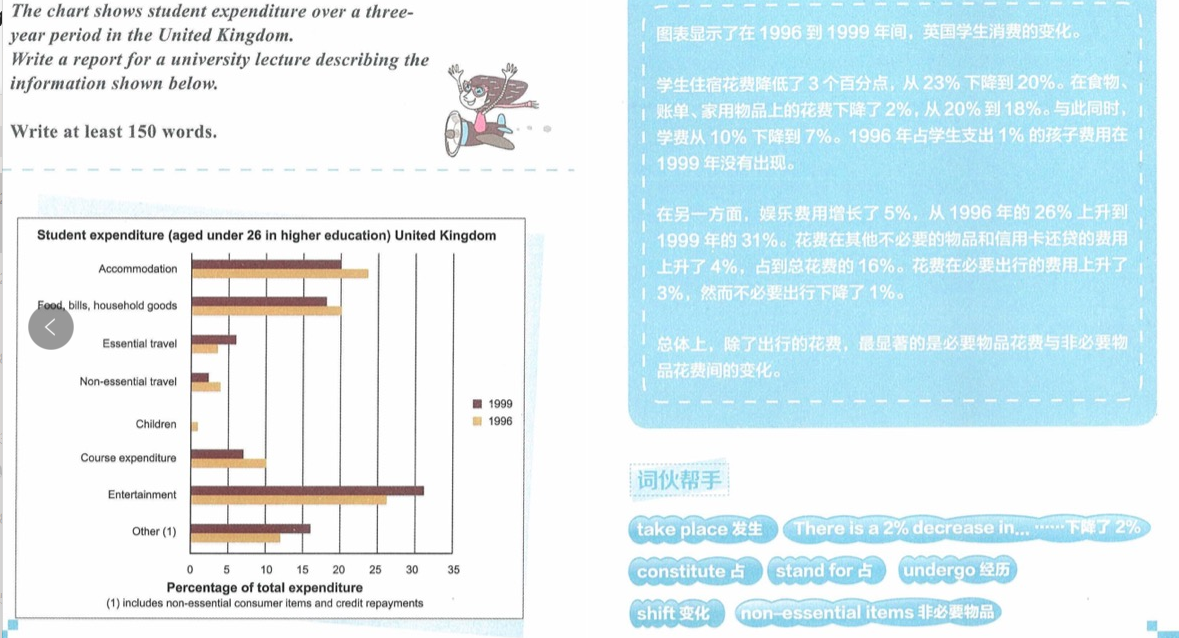 The chart shows student expenditure over a three-
year period in the United Kingdom.
Write a report for a university lecture describing the
information shown below.
Write at least 150 words.
Student expenditure (aged under 26 in higher education) United Kingdom
Accommodation
Food, bills, household goods
Essential travel
Non-essential travel
Children
Course expenditure
Entertainment
Other (1)
1999
1996
0 5 10 15 20 25 30 35
Percentage of total expenditure
(1) includes non-essential consumer items and credit repayments
图表显示了在 1996 到 1999 年间，英国学生消费的变化。
学生住宿花费降低了 3 个百分点，从 23% 下降到 20%。在食物、
账单、家用物品上的花费下降了 2%，从 20% 到 18%。与此同时，
学费从 10% 下降到 7%。1996 年占学生支出 1% 的孩子费用在
1999 年没有出现。
在另一方面，娱乐费用增长了 5%，从 1996 年的 26% 上升到
1999 年的 31%。花费在其他不必要的物品和信用卡还贷的费用
上升了 4%，占到总花费的 16%。花费在必要出行的费用上升了
3%，然而不必要出行下降了 1%。
总体上，除了出行的花费，最显著的是必要物品花费与非必要物
品花费间的变化。
词伙帮手
take place 发生 There is a 2% decrease in... ······下降了 2%
constitute 占 stand for 占 undergo 经历
shift 变化 non-essential items 非必要物品